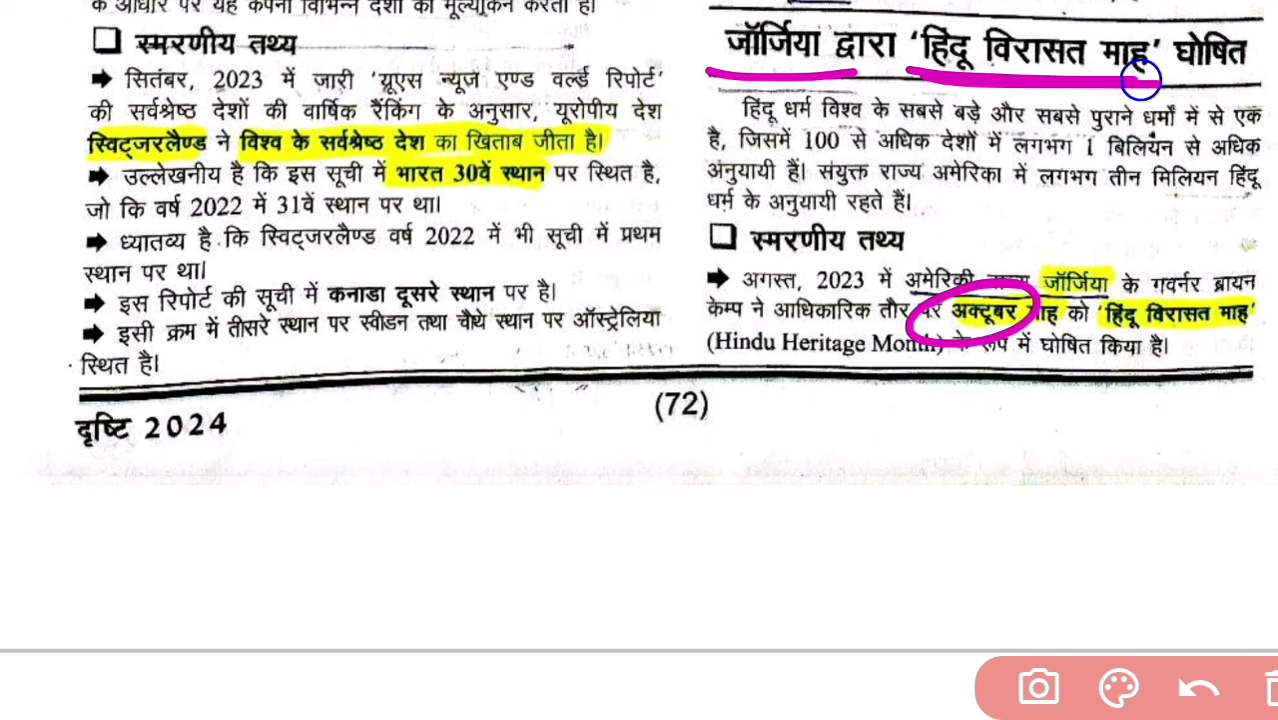 के आधार पर यह कंपनी विभिन्न देशों का मूल्यांकन करती है।
❑ स्मरणीय तथ्य
➡ सितंबर, 2023 में जारी 'यूएस न्यूज एण्ड वर्ल्ड रिपोर्ट'
की सर्वश्रेष्ठ देशों की वार्षिक रैंकिंग के अनुसार, यूरोपीय देश
स्विट्जरलैण्ड ने विश्व के सर्वश्रेष्ठ देश का खिताब जीता है।
➡ उल्लेखनीय है कि इस सूची में भारत 30वें स्थान पर स्थित है,
जो कि वर्ष 2022 में 31वें स्थान पर था।
➡ ध्यातव्य है कि स्विट्जरलैण्ड वर्ष 2022 में भी सूची में प्रथम
स्थान पर था।
➡ इस रिपोर्ट की सूची में कनाडा दूसरे स्थान पर है।
➡ इसी क्रम में तीसरे स्थान पर स्वीडन तथा चौथे स्थान पर ऑस्ट्रेलिया
स्थित है।
जॉर्जिया द्वारा 'हिंदू विरासत माह' घोषित
हिंदू धर्म विश्व के सबसे बड़े और सबसे पुराने धर्मों में से एक
है, जिसमें 100 से अधिक देशों में लगभग 1 बिलियन से अधिक
अनुयायी हैं। संयुक्त राज्य अमेरिका में लगभग तीन मिलियन हिंदू
धर्म के अनुयायी रहते हैं।
❑ स्मरणीय तथ्य
➡ अगस्त, 2023 में अमेरिकी राज्य जॉर्जिया के गवर्नर ब्रायन
केम्प ने आधिकारिक तौर पर अक्टूबर माह को 'हिंदू विरासत माह'
(Hindu Heritage Month) के रूप में घोषित किया है।
दृष्टि 2024
(72)